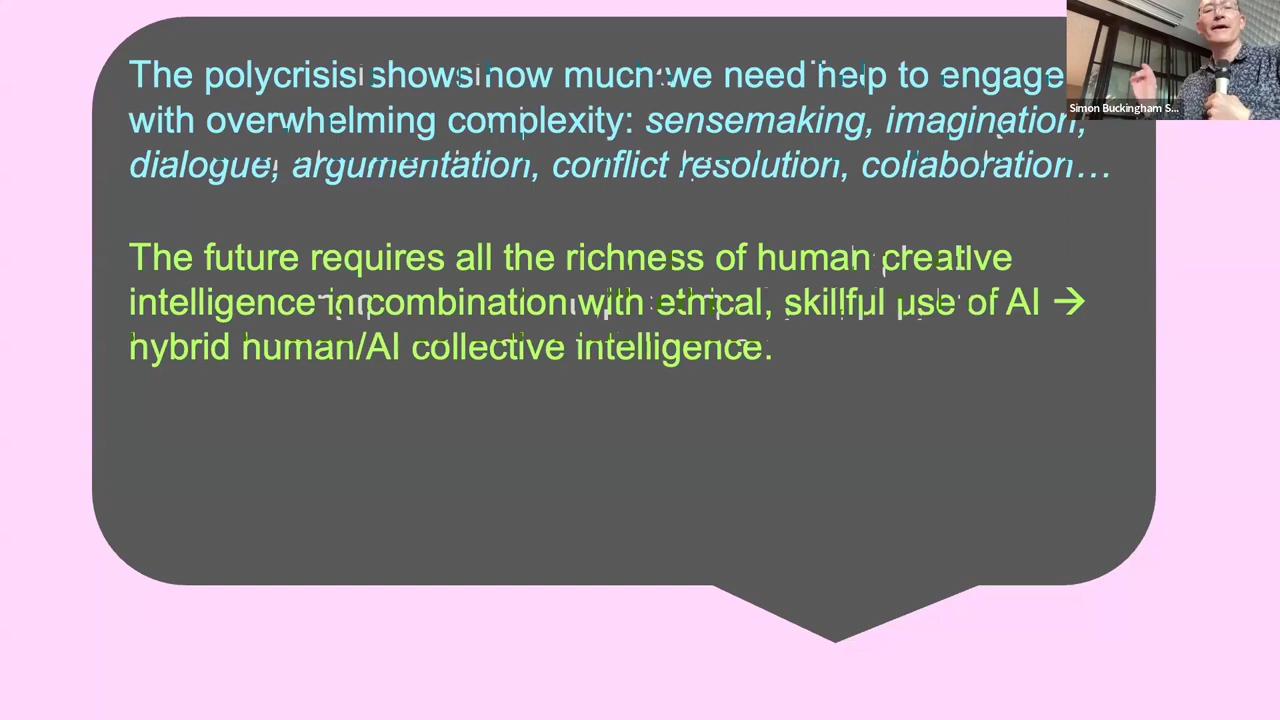 The polycrisis shows how much we need help to engage
with overwhelming complexity: sensemaking, imagination,
dialogue, argumentation, conflict resolution, collaboration…
The future requires all the richness of human creative
intelligence in combination with ethical, skillful use of AI →
hybrid human/AI collective intelligence.
Simon Buckingham S...